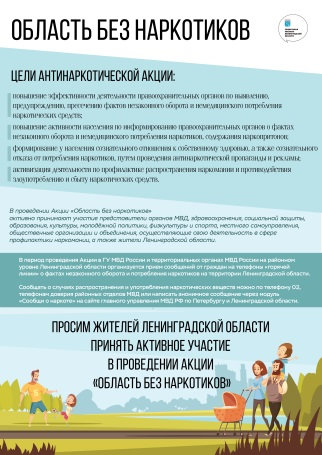 ОБЛАСТЬ БЕЗ НАРКОТИКОВ
ЦЕЛИ АНТИНАРКОТИЧЕСКОЙ АКЦИИ:
повышение эффективности деятельности правоохранительных органов по выявлению,
предупреждению, пресечению фактов незаконного оборота и немедицинского потребления
наркотических средств;
повышение активности населения по информированию правоохранительных органов о фактах
незаконного оборота и немедицинского потребления наркотиков, содержания наркопритонов;
формирование у населения сознательного отношения к собственному здоровью, а также сознательного
отказа от потребления наркотиков, путем проведения антинаркотической пропаганды и рекламы;
активизация деятельности по профилактике распространения наркомании и противодействия
злоупотреблению и сбыту наркотических средств.
В проведении Акции «Область без наркотиков»
активно принимают участие представители органов МВД, здравоохранения, социальной защиты,
образования, культуры, молодёжной политики, физкультуры и спорта, местного самоуправления,
общественные организации и объединения, осуществляющие свою деятельность в сфере
профилактики наркомании, а также жители Ленинградской области.
В период проведения Акции в ГУ МВД России и территориальных органах МВД России на районном
уровне Ленинградской области организуется прием сообщений от граждан на телефоны «горячей
линии» о фактах незаконного оборота и потребление наркотиков на территории Ленинградской области.
Сообщать о случаях распространения и употребления наркотических веществ можно по телефону 02,
телефонам доверия районных отделов МВД или написать анонимное сообщение через модуль
«Сообщи о наркоте» на сайте главного управления МВД РФ по Петербургу и Ленинградской области.
ПРОСИМ ЖИТЕЛЕЙ ЛЕНИНГРАДСКОЙ ОБЛАСТИ
ПРИНЯТЬ АКТИВНОЕ УЧАСТИЕ
В ПРОВЕДЕНИИ АКЦИИ
«ОБЛАСТЬ БЕЗ НАРКОТИКОВ»